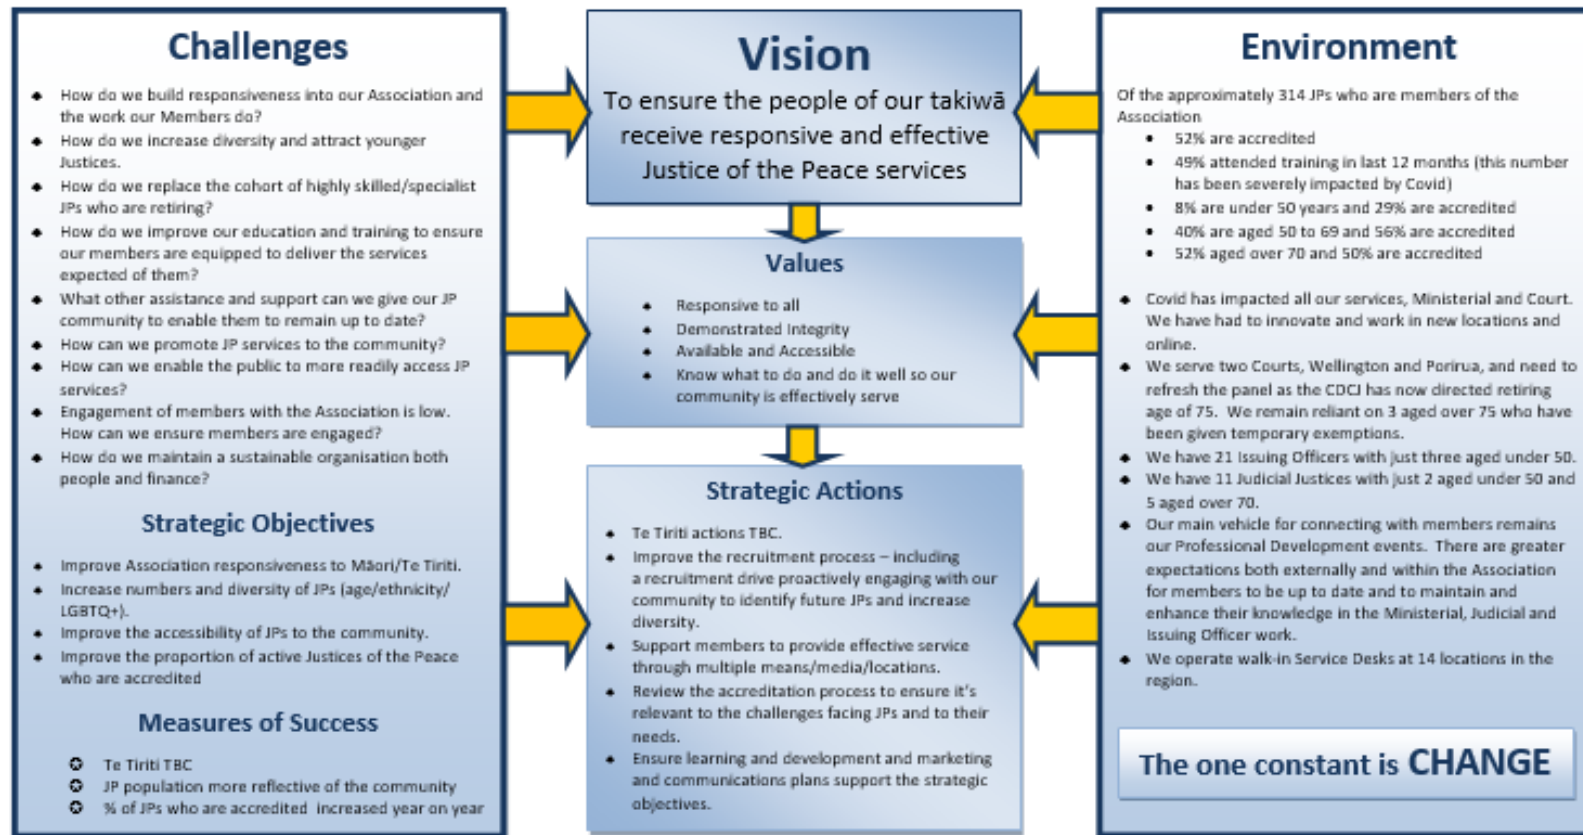 Challenges
♠ How do we build responsiveness into our Association and
the work our Members do?
♠ How do we increase diversity and attract younger
Justices.
♠ How do we replace the cohort of highly skilled/specialist
JPs who are retiring?
♠ How do we improve our education and training to ensure
our members are equipped to deliver the services
expected of them?
♠ What other assistance and support can we give our JP
community to enable them to remain up to date?
♠ How can we promote JP services to the community?
♠ How can we enable the public to more readily access JP
services?
♠ Engagement of members with the Association is low.
How can we ensure members are engaged?
♠ How do we maintain a sustainable organisation both
people and finance?
Strategic Objectives
♠ Improve Association responsiveness to Māori/Te Tiriti.
♠ Increase numbers and diversity of JPs (age/ethnicity/
LGBTQ+).
♠ Improve the accessibility of JPs to the community.
♠ Improve the proportion of active Justices of the Peace
who are accredited
Measures of Success
✪ Te Tiriti TBC
✪ JP population more reflective of the community
✪ % of JPs who are accredited increased year on year
Vision
To ensure the people of our takiwā
receive responsive and effective
Justice of the Peace services
Values
♠ Responsive to all
♠ Demonstrated Integrity
♠ Available and Accessible
♠ Know what to do and do it well so our
community is effectively serve
Strategic Actions
♠ Te Tiriti actions TBC.
♠ Improve the recruitment process – including
a recruitment drive proactively engaging with our
community to identify future JPs and increase
diversity.
♠ Support members to provide effective service
through multiple means/media/locations.
♠ Review the accreditation process to ensure it's
relevant to the challenges facing JPs and to their
needs.
♠ Ensure learning and development and marketing
and communications plans support the strategic
objectives.
Environment
Of the approximately 314 JPs who are members of the
Association
• 52% are accredited
• 49% attended training in last 12 months (this number
has been severely impacted by Covid)
• 8% are under 50 years and 29% are accredited
• 40% are aged 50 to 69 and 56% are accredited
• 52% aged over 70 and 50% are accredited
♠ Covid has impacted all our services, Ministerial and Court.
We have had to innovate and work in new locations and
online.
♠ We serve two Courts, Wellington and Porirua, and need to
refresh the panel as the CDCJ has now directed retiring
age of 75. We remain reliant on 3 aged over 75 who have
been given temporary exemptions.
♠ We have 21 Issuing Officers with just three aged under 50.
♠ We have 11 Judicial Justices with just 2 aged under 50 and
5 aged over 70.
♠ Our main vehicle for connecting with members remains
our Professional Development events. There are greater
expectations both externally and within the Association
for members to be up to date and to maintain and
enhance their knowledge in the Ministerial, Judicial and
Issuing Officer work.
♠ We operate walk-in Service Desks at 14 locations in the
region.
The one constant is CHANGE